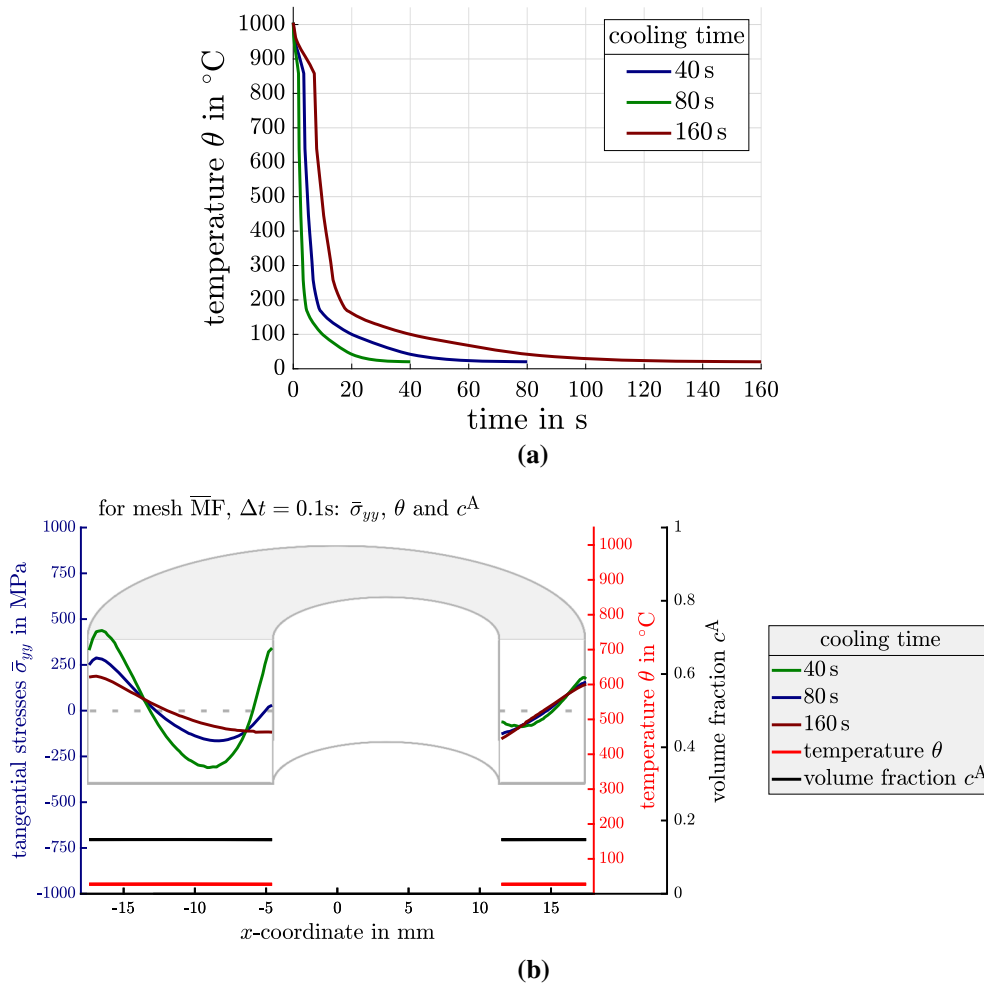 1000
900
800
700
600
500
400
300
200
100
0
temperature θ in °C
0 20 40 60 80 100 120 140 160
time in s
cooling time
40 s
80 s
160 s
(a)
for mesh M̅F, Δt = 0.1s: σ̄yy, θ and cᴬ
1000
750
500
250
0
-250
-500
-750
-1000
tangential stresses σ̄yy in MPa
-15 -10 -5 0 5 10 15
x-coordinate in mm
1000
900
800
700
600
500
400
300
200
100
temperature θ in °C
1
0.8
0.6
0.4
0.2
0
volume fraction cᴬ
cooling time
40 s
80 s
160 s
temperature θ
volume fraction cᴬ
(b)